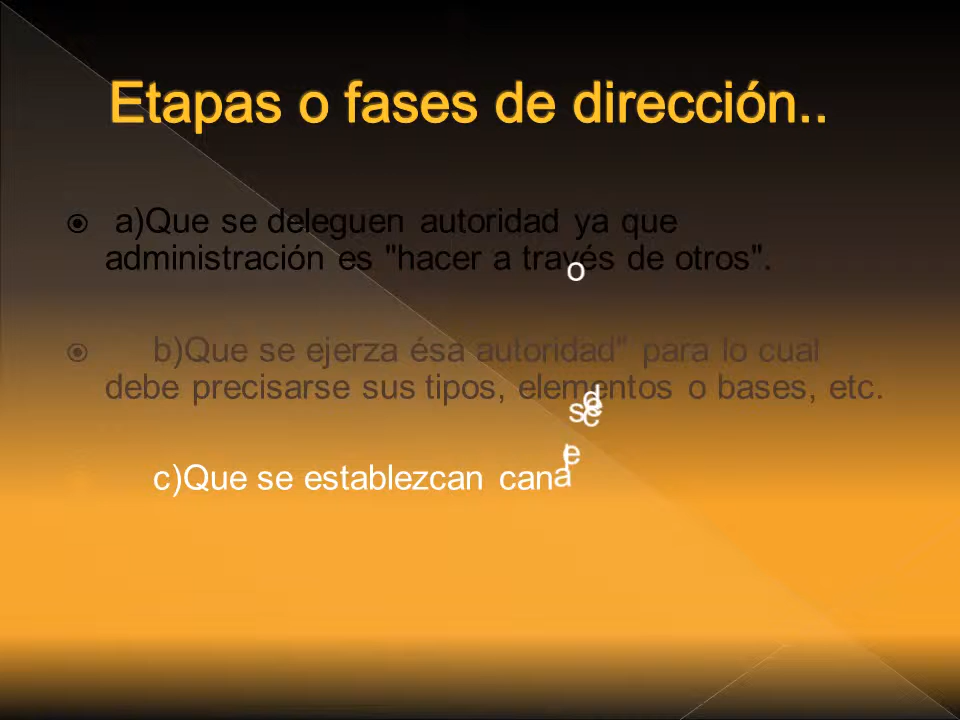 Etapas o fases de dirección..
a)Que se deleguen autoridad ya que
administración es "hacer a través de otros".
b)Que se ejerza ésa autoridad" para lo cual
debe precisarse sus tipos, elementos o bases, etc.
c)Que se establezcan cana